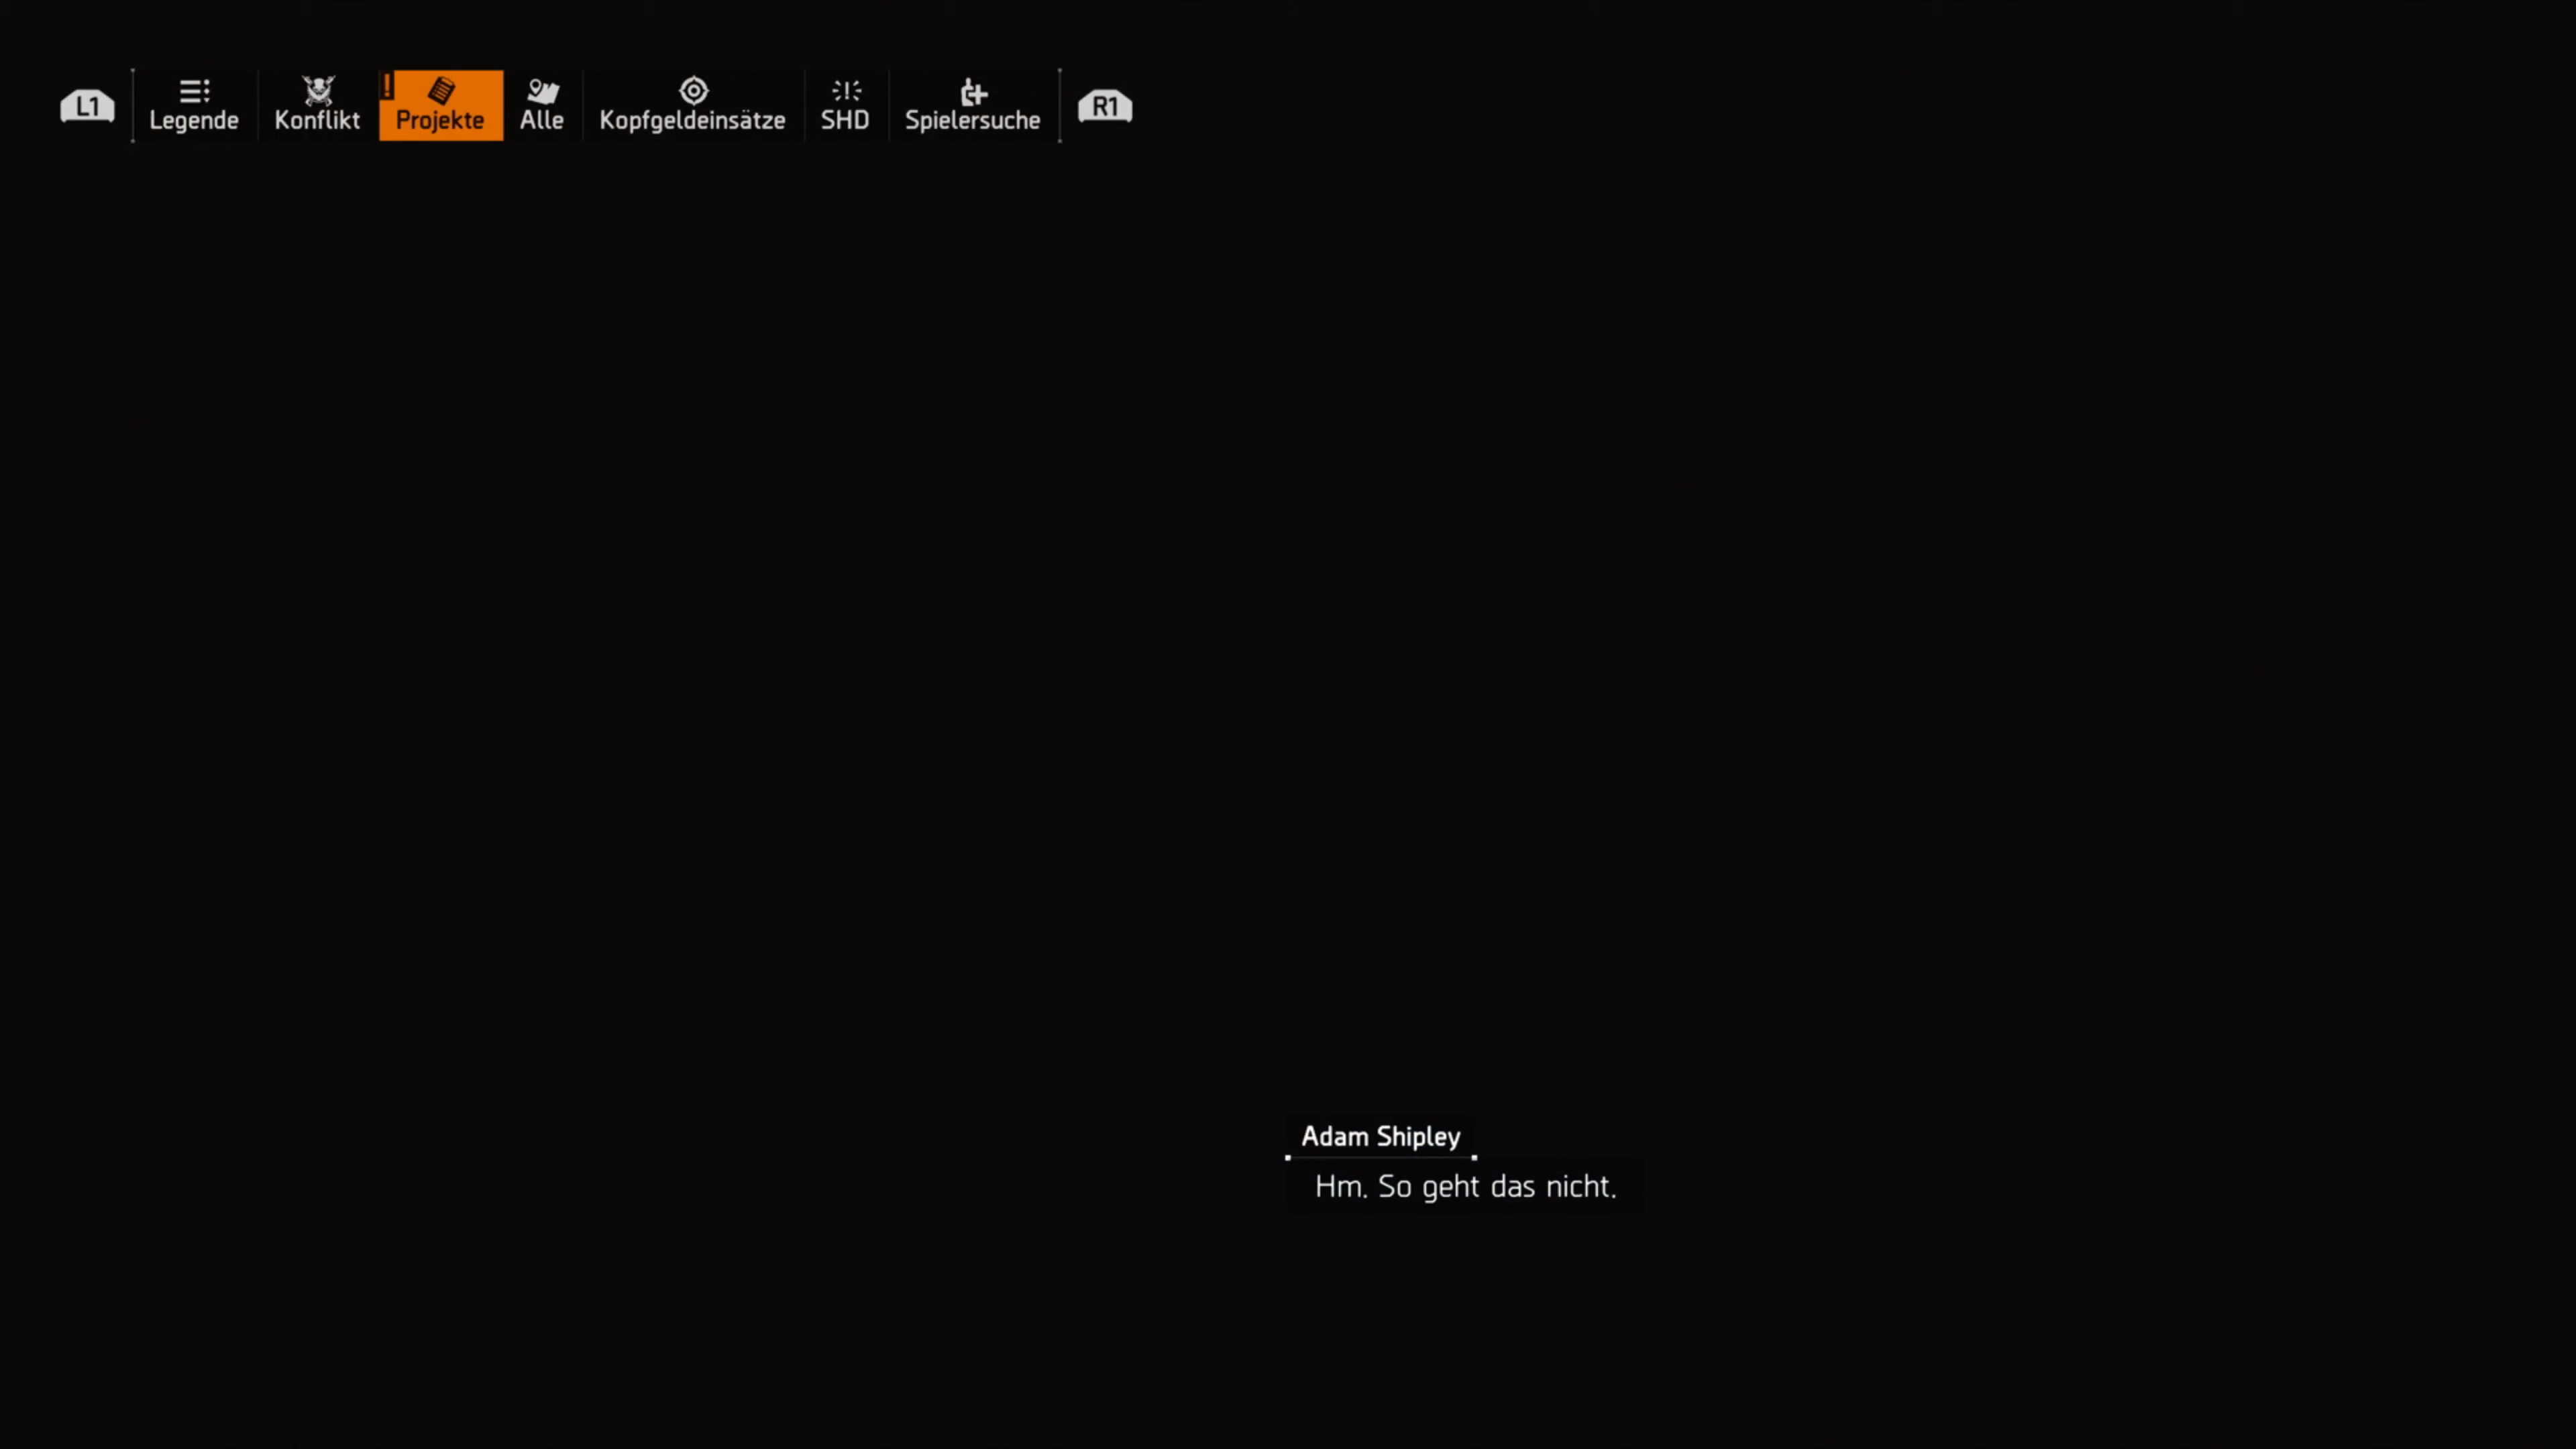 L1 Legende Konflikt ! Projekte Alle Kopfgeldeinsätze SHD Spielersuche R1
Adam Shipley
Hm. So geht das nicht.